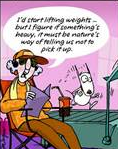 I'd start lifting weights ...
but I figure if something's
heavy, it must be nature's
way of telling us not to
pick it up.